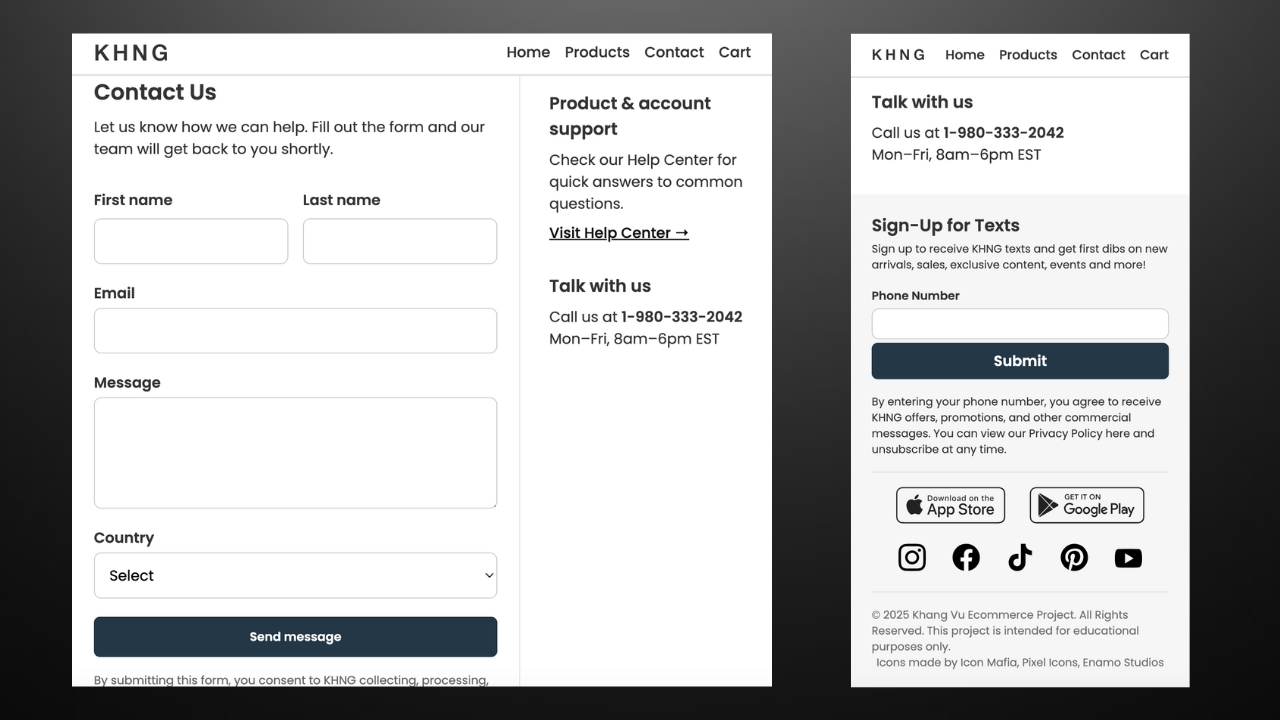 KHNG
Home Products Contact Cart
Contact Us
Let us know how we can help. Fill out the form and our
team will get back to you shortly.
First name Last name
Email
Message
Country
Select
Send message
By submitting this form, you consent to KHNG collecting, processing,
Product & account
support
Check our Help Center for
quick answers to common
questions.
Visit Help Center →
Talk with us
Call us at 1-980-333-2042
Mon–Fri, 8am–6pm EST
KHNG Home Products Contact Cart
Talk with us
Call us at 1-980-333-2042
Mon–Fri, 8am–6pm EST
Sign-Up for Texts
Sign up to receive KHNG texts and get first dibs on new
arrivals, sales, exclusive content, events and more!
Phone Number
Submit
By entering your phone number, you agree to receive
KHNG offers, promotions, and other commercial
messages. You can view our Privacy Policy here and
unsubscribe at any time.
Download on the
App Store
GET IT ON
Google Play
© 2025 Khang Vu Ecommerce Project. All Rights
Reserved. This project is intended for educational
purposes only.
Icons made by Icon Mafia, Pixel Icons, Enamo Studios